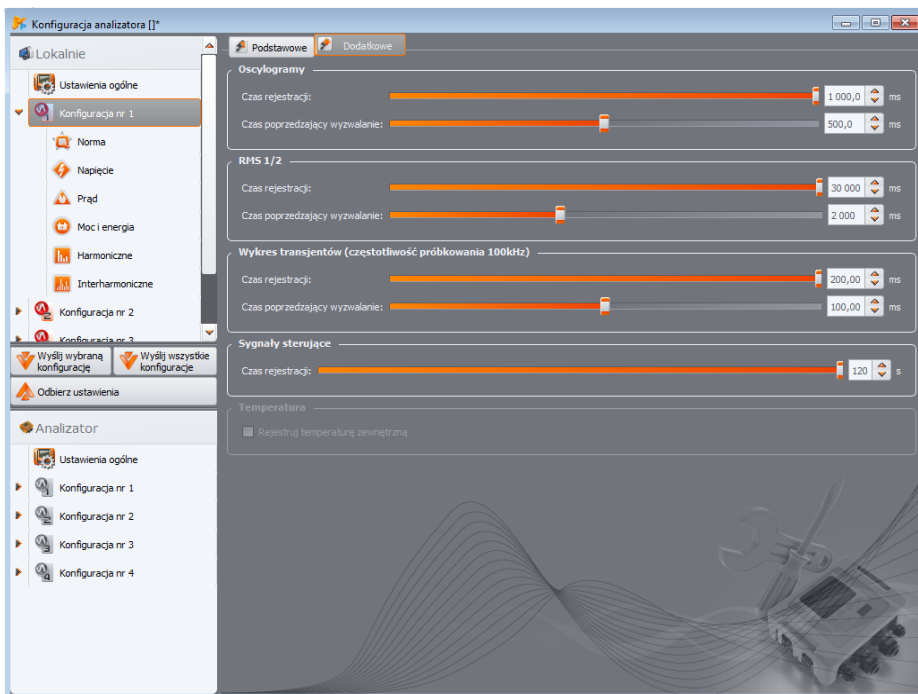 Konfiguracja analizatora []*
Lokalnie
Ustawienia ogólne
Konfiguracja nr 1
Norma
Napięcie
Prąd
Moc i energia
Harmoniczne
Interharmoniczne
Konfiguracja nr 2
Konfiguracja nr 3
Wyślij wybraną
konfigurację
Wyślij wszystkie
konfiguracje
Odbierz ustawienia
Analizator
Ustawienia ogólne
Konfiguracja nr 1
Konfiguracja nr 2
Konfiguracja nr 3
Konfiguracja nr 4
Podstawowe
Dodatkowe
Oscylogramy
Czas rejestracji: 1 000,0 ms
Czas poprzedzający wyzwalanie: 500,0 ms
RMS 1/2
Czas rejestracji: 30 000 ms
Czas poprzedzający wyzwalanie: 2 000 ms
Wykres transjentów (częstotliwość próbkowania 100kHz)
Czas rejestracji: 200,00 ms
Czas poprzedzający wyzwalanie: 100,00 ms
Sygnały sterujące
Czas rejestracji: 120 s
Temperatura
Rejestruj temperaturę zewnętrzną